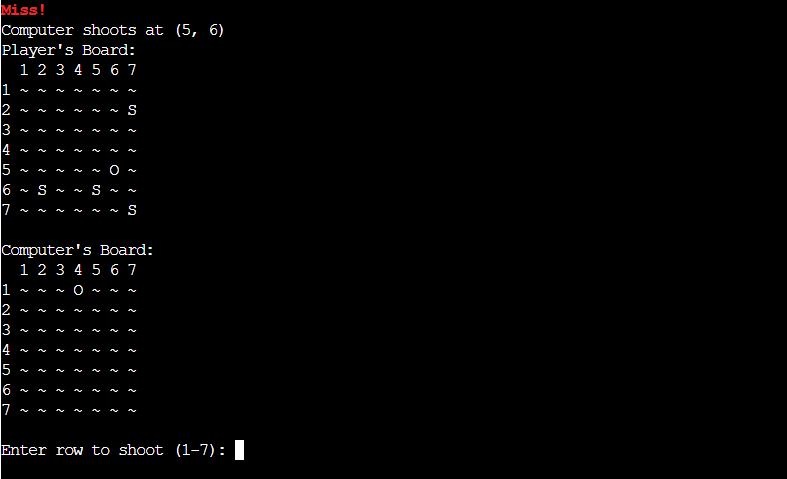 Miss!
Computer shoots at (5, 6)
Player's Board:
  1 2 3 4 5 6 7
1 ~ ~ ~ ~ ~ ~ ~
2 ~ ~ ~ ~ ~ ~ S
3 ~ ~ ~ ~ ~ ~ ~
4 ~ ~ ~ ~ ~ ~ ~
5 ~ ~ ~ ~ ~ O ~
6 ~ S ~ ~ S ~ ~
7 ~ ~ ~ ~ ~ ~ S

Computer's Board:
  1 2 3 4 5 6 7
1 ~ ~ ~ O ~ ~ ~
2 ~ ~ ~ ~ ~ ~ ~
3 ~ ~ ~ ~ ~ ~ ~
4 ~ ~ ~ ~ ~ ~ ~
5 ~ ~ ~ ~ ~ ~ ~
6 ~ ~ ~ ~ ~ ~ ~
7 ~ ~ ~ ~ ~ ~ ~

Enter row to shoot (1-7):